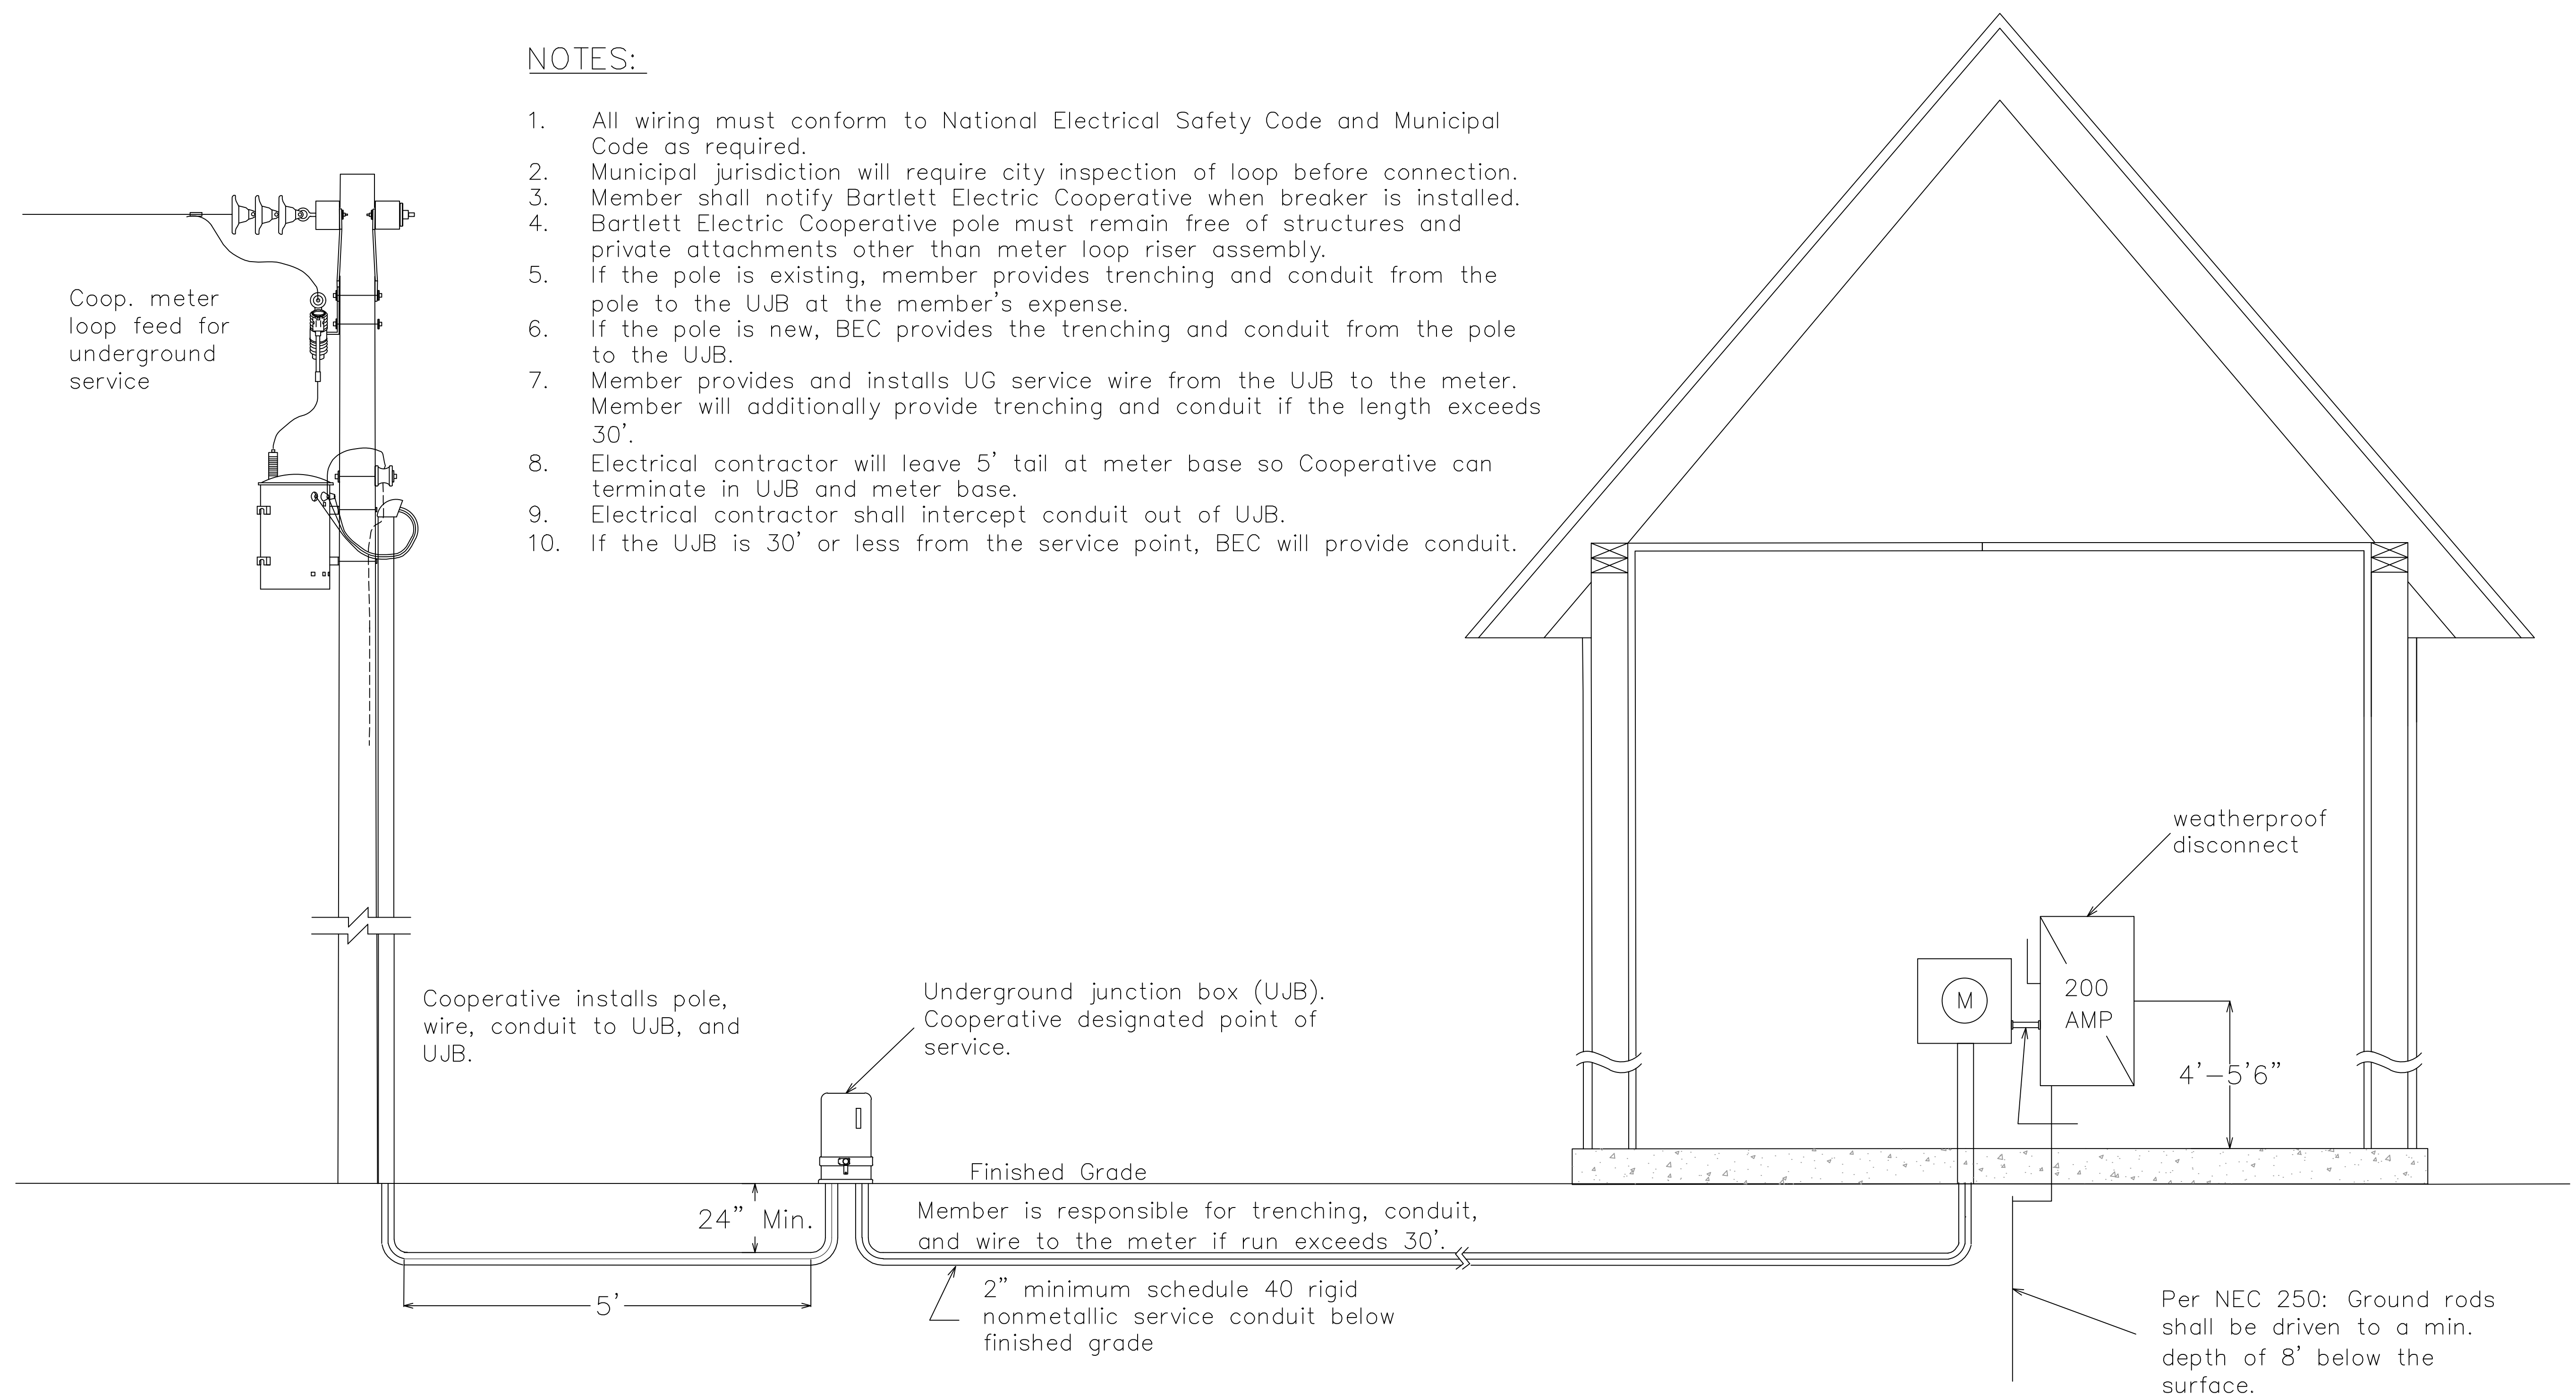 NOTES:
1. All wiring must conform to National Electrical Safety Code and Municipal
Code as required.
2. Municipal jurisdiction will require city inspection of loop before connection.
3. Member shall notify Bartlett Electric Cooperative when breaker is installed.
4. Bartlett Electric Cooperative pole must remain free of structures and
private attachments other than meter loop riser assembly.
5. If the pole is existing, member provides trenching and conduit from the
pole to the UJB at the member's expense.
6. If the pole is new, BEC provides the trenching and conduit from the pole
to the UJB.
7. Member provides and installs UG service wire from the UJB to the meter.
Member will additionally provide trenching and conduit if the length exceeds
30'.
8. Electrical contractor will leave 5' tail at meter base so Cooperative can
terminate in UJB and meter base.
9. Electrical contractor shall intercept conduit out of UJB.
10. If the UJB is 30' or less from the service point, BEC will provide conduit.
Coop. meter
loop feed for
underground
service
weatherproof
disconnect
Cooperative installs pole,
wire, conduit to UJB, and
UJB.
Underground junction box (UJB).
Cooperative designated point of
service.
M
200
AMP
4'-5'6"
Finished Grade
24" Min.
Member is responsible for trenching, conduit,
and wire to the meter if run exceeds 30'.
5'
2" minimum schedule 40 rigid
nonmetallic service conduit below
finished grade
Per NEC 250: Ground rods
shall be driven to a min.
depth of 8' below the
surface.